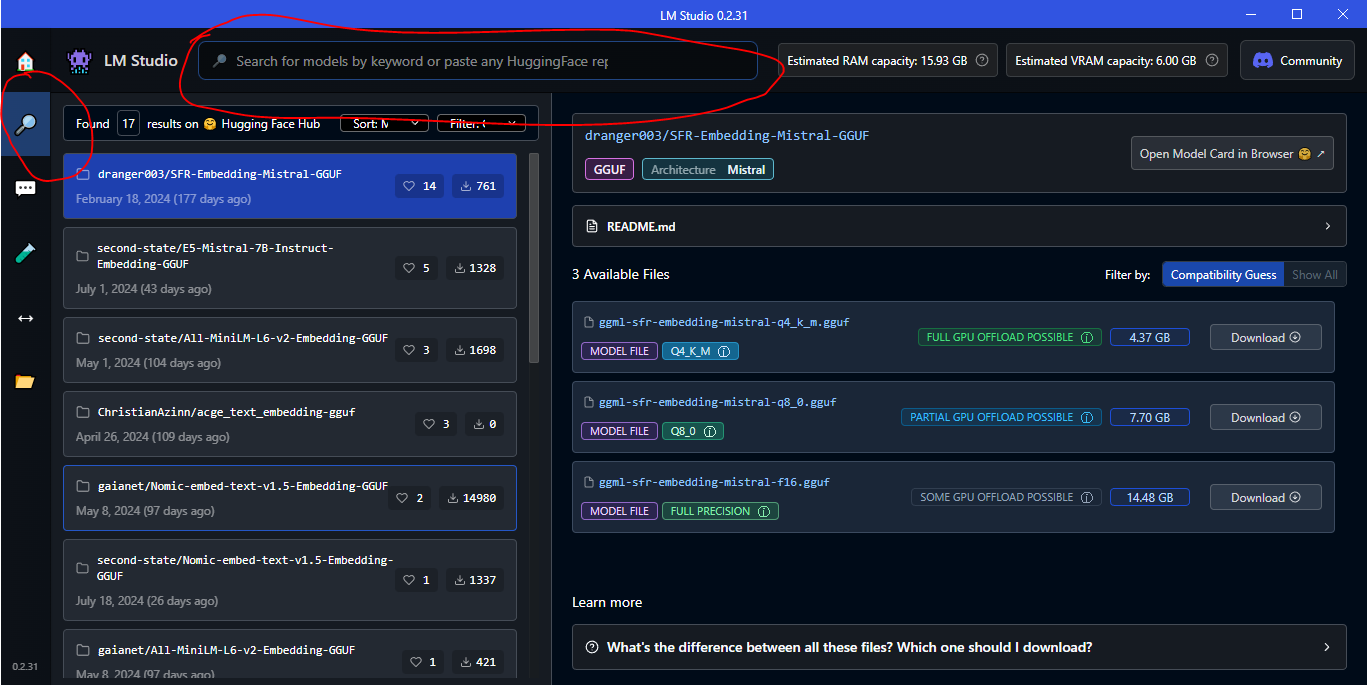 LM Studio 0.2.31
LM Studio
Search for models by keyword or paste any HuggingFace rep
Estimated RAM capacity: 15.93 GB
Estimated VRAM capacity: 6.00 GB
Community
Found 17 results on 🤗 Hugging Face Hub
Sort:
Filter:
dranger003/SFR-Embedding-Mistral-GGUF
14 761
February 18, 2024 (177 days ago)
second-state/E5-Mistral-7B-Instruct-
Embedding-GGUF
5 1328
July 1, 2024 (43 days ago)
second-state/All-MiniLM-L6-v2-Embedding-GGUF
3 1698
May 1, 2024 (104 days ago)
ChristianAzinn/acge_text_embedding-gguf
3 0
April 26, 2024 (109 days ago)
gaianet/Nomic-embed-text-v1.5-Embedding-GGUF
2 14980
May 8, 2024 (97 days ago)
second-state/Nomic-embed-text-v1.5-Embedding-
GGUF
1 1337
July 18, 2024 (26 days ago)
gaianet/All-MiniLM-L6-v2-Embedding-GGUF
1 421
May 8, 2024 (97 days ago)
0.2.31
dranger003/SFR-Embedding-Mistral-GGUF
GGUF Architecture Mistral
Open Model Card in Browser 🤗 ↗
README.md
3 Available Files
Filter by: Compatibility Guess Show All
ggml-sfr-embedding-mistral-q4_k_m.gguf
MODEL FILE Q4_K_M
FULL GPU OFFLOAD POSSIBLE 4.37 GB Download
ggml-sfr-embedding-mistral-q8_0.gguf
MODEL FILE Q8_0
PARTIAL GPU OFFLOAD POSSIBLE 7.70 GB Download
ggml-sfr-embedding-mistral-f16.gguf
MODEL FILE FULL PRECISION
SOME GPU OFFLOAD POSSIBLE 14.48 GB Download
Learn more
What's the difference between all these files? Which one should I download?